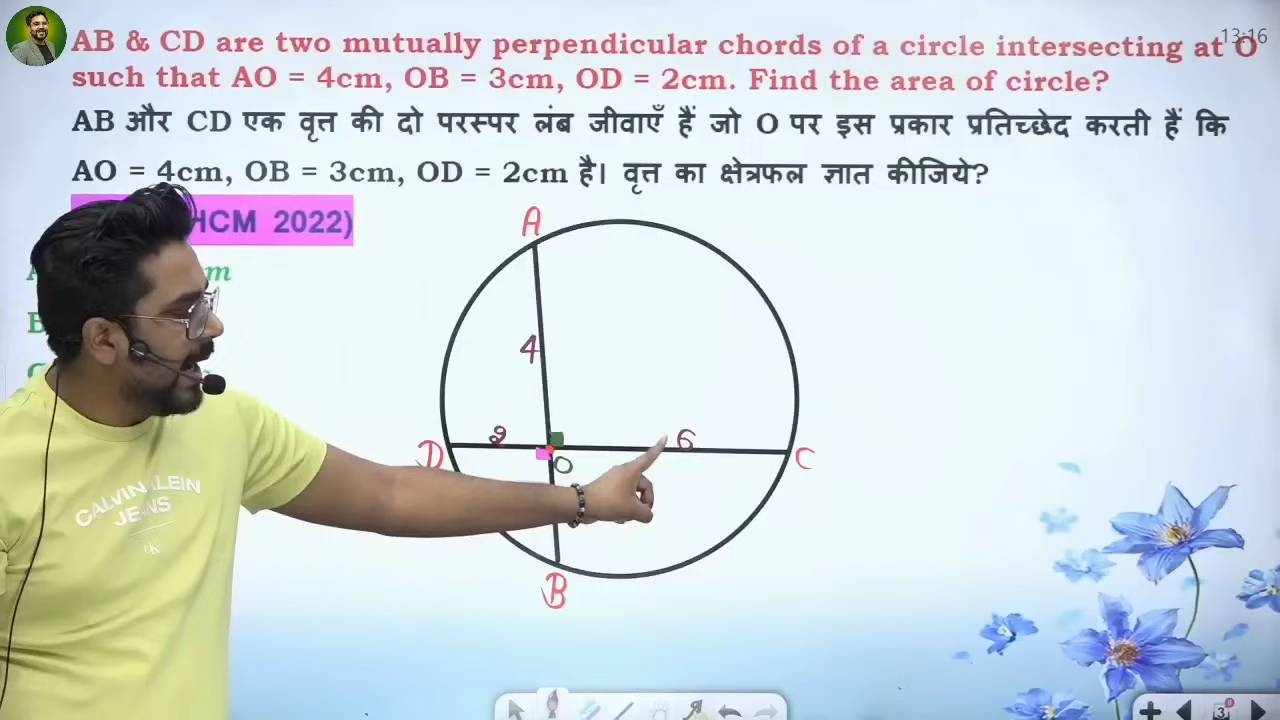 AB & CD are two mutually perpendicular chords of a circle intersecting at O
13:16
such that AO = 4cm, OB = 3cm, OD = 2cm. Find the area of circle?
AB और CD एक वृत्त की दो परस्पर लंब जीवाएँ हैं जो O पर इस प्रकार प्रतिच्छेद करती हैं कि
AO = 4cm, OB = 3cm, OD = 2cm है। वृत्त का क्षेत्रफल ज्ञात कीजिये?
HCM 2022)
A
m
B
4
2
6
D
O
C
CALVIN KLEIN
JEANS
CK
B
3